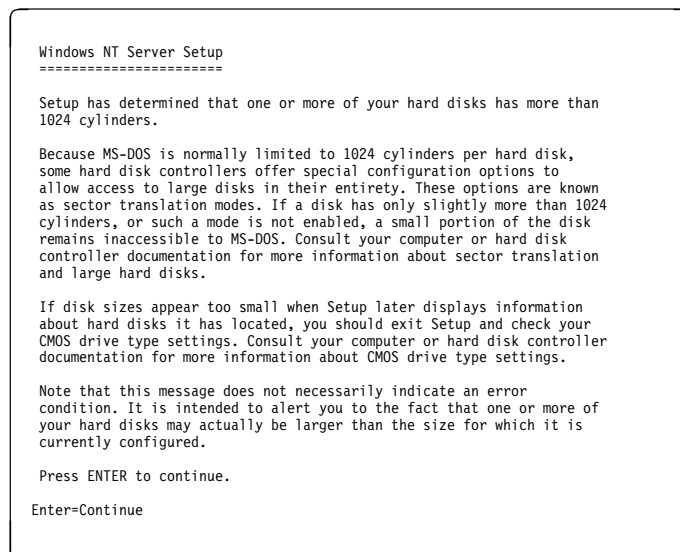 Windows NT Server Setup
=======================
Setup has determined that one or more of your hard disks has more than
1024 cylinders.
Because MS-DOS is normally limited to 1024 cylinders per hard disk,
some hard disk controllers offer special configuration options to
allow access to large disks in their entirety. These options are known
as sector translation modes. If a disk has only slightly more than 1024
cylinders, or such a mode is not enabled, a small portion of the disk
remains inaccessible to MS-DOS. Consult your computer or hard disk
controller documentation for more information about sector translation
and large hard disks.
If disk sizes appear too small when Setup later displays information
about hard disks it has located, you should exit Setup and check your
CMOS drive type settings. Consult your computer or hard disk controller
documentation for more information about CMOS drive type settings.
Note that this message does not necessarily indicate an error
condition. It is intended to alert you to the fact that one or more of
your hard disks may actually be larger than the size for which it is
currently configured.
Press ENTER to continue.
Enter=Continue